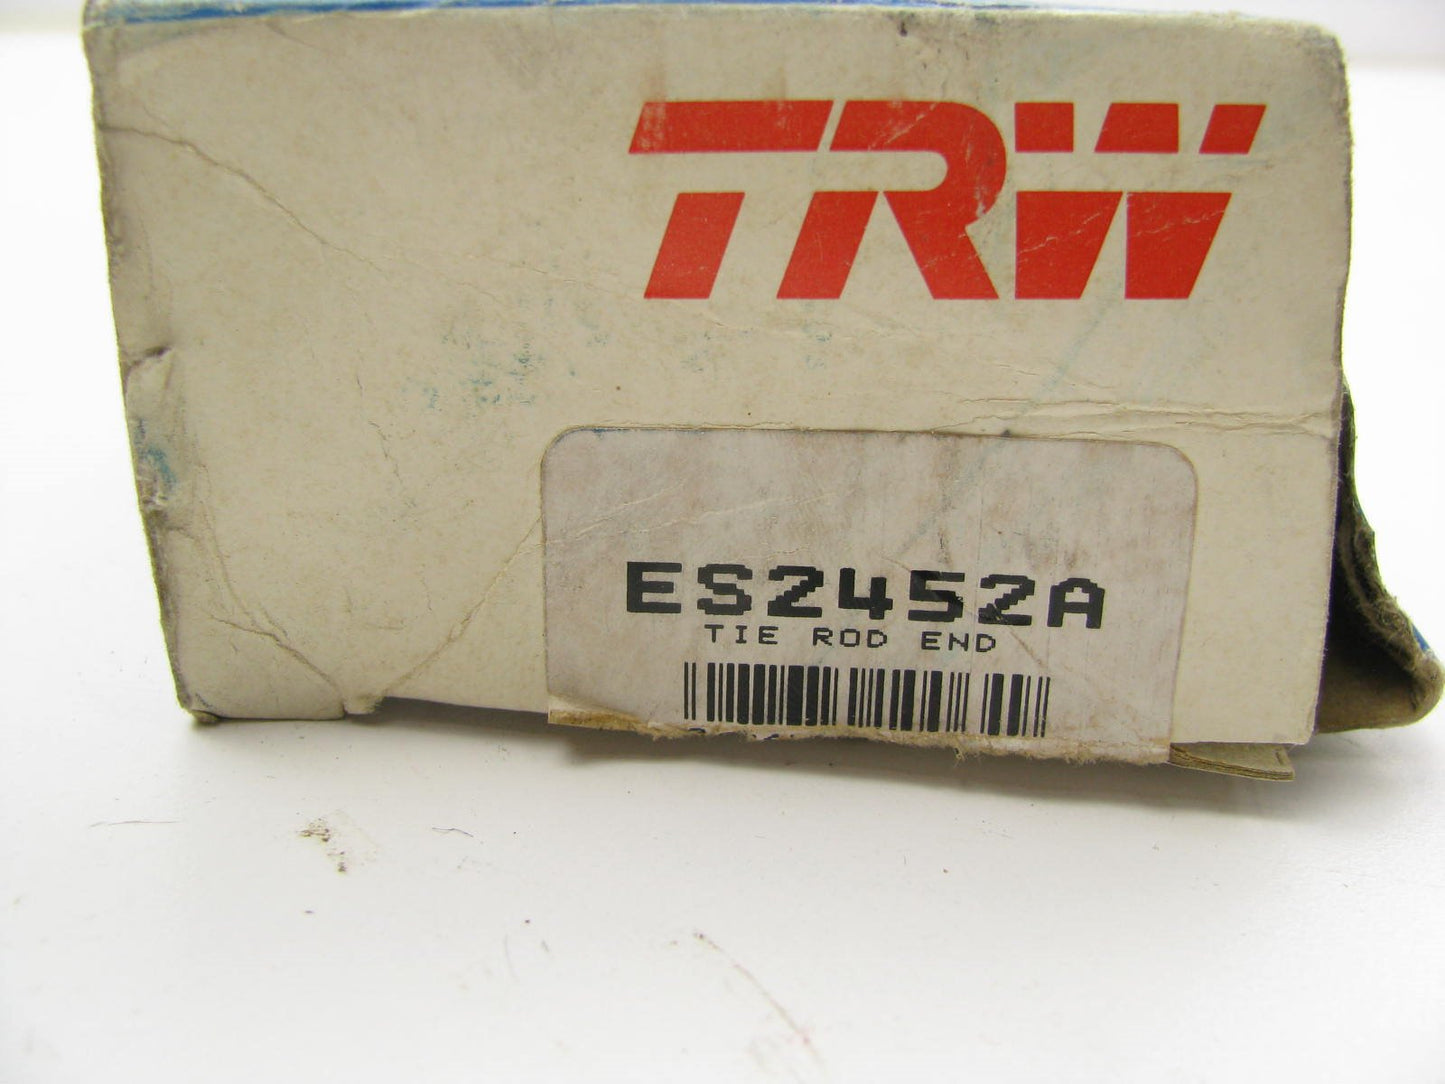 TRW
ES2452A
TIE ROD END